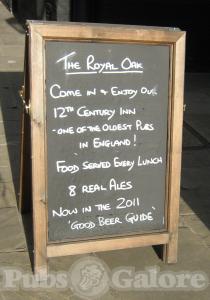 The Royal Oak
Come in & Enjoy Our
12th Century Inn
- One of the Oldest Pubs
in England!
Food Served Every Lunch
8 Real Ales
Now in the 2011
'Good Beer Guide'
Pubs Galore